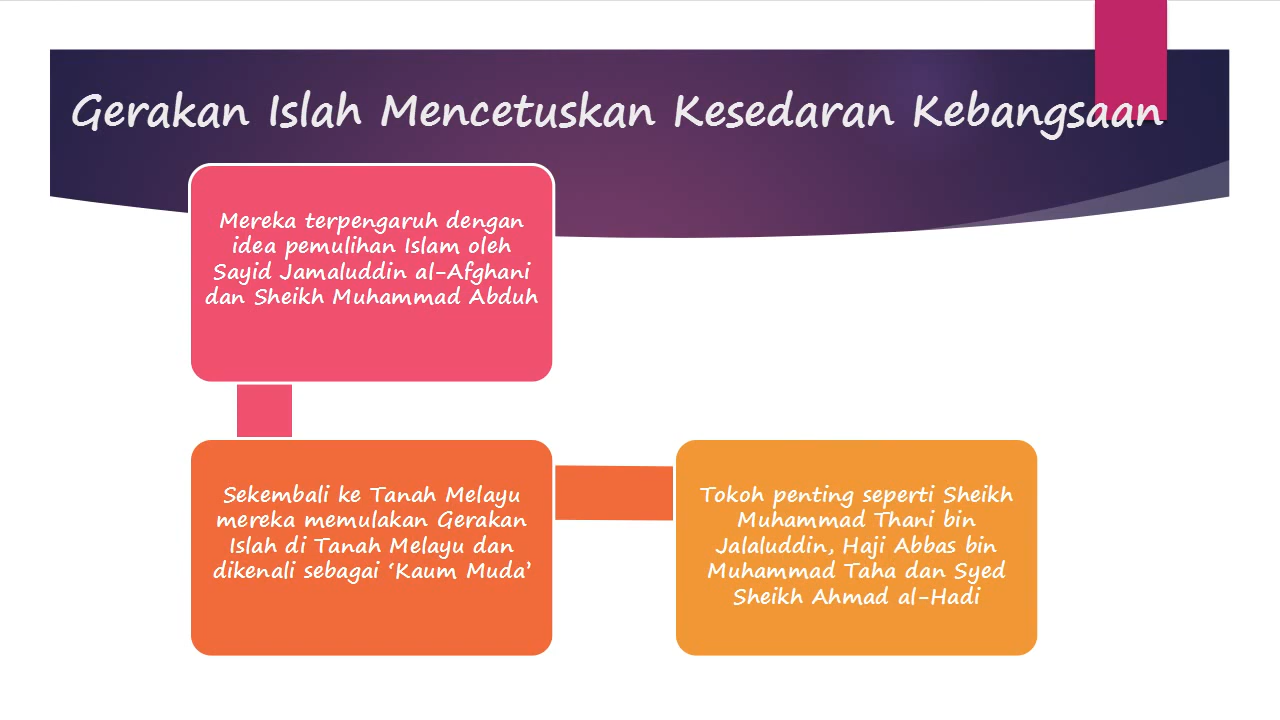 Gerakan Islah Mencetuskan Kesedaran Kebangsaan
Mereka terpengaruh dengan
idea pemulihan Islam oleh
Sayid Jamaluddin al-Afghani
dan Sheikh Muhammad Abduh
Sekembali ke Tanah Melayu
mereka memulakan Gerakan
Islah di Tanah Melayu dan
dikenali sebagai ‘Kaum Muda’
Tokoh penting seperti Sheikh
Muhammad Thani bin
Jalaluddin, Haji Abbas bin
Muhammad Taha dan Syed
Sheikh Ahmad al-Hadi